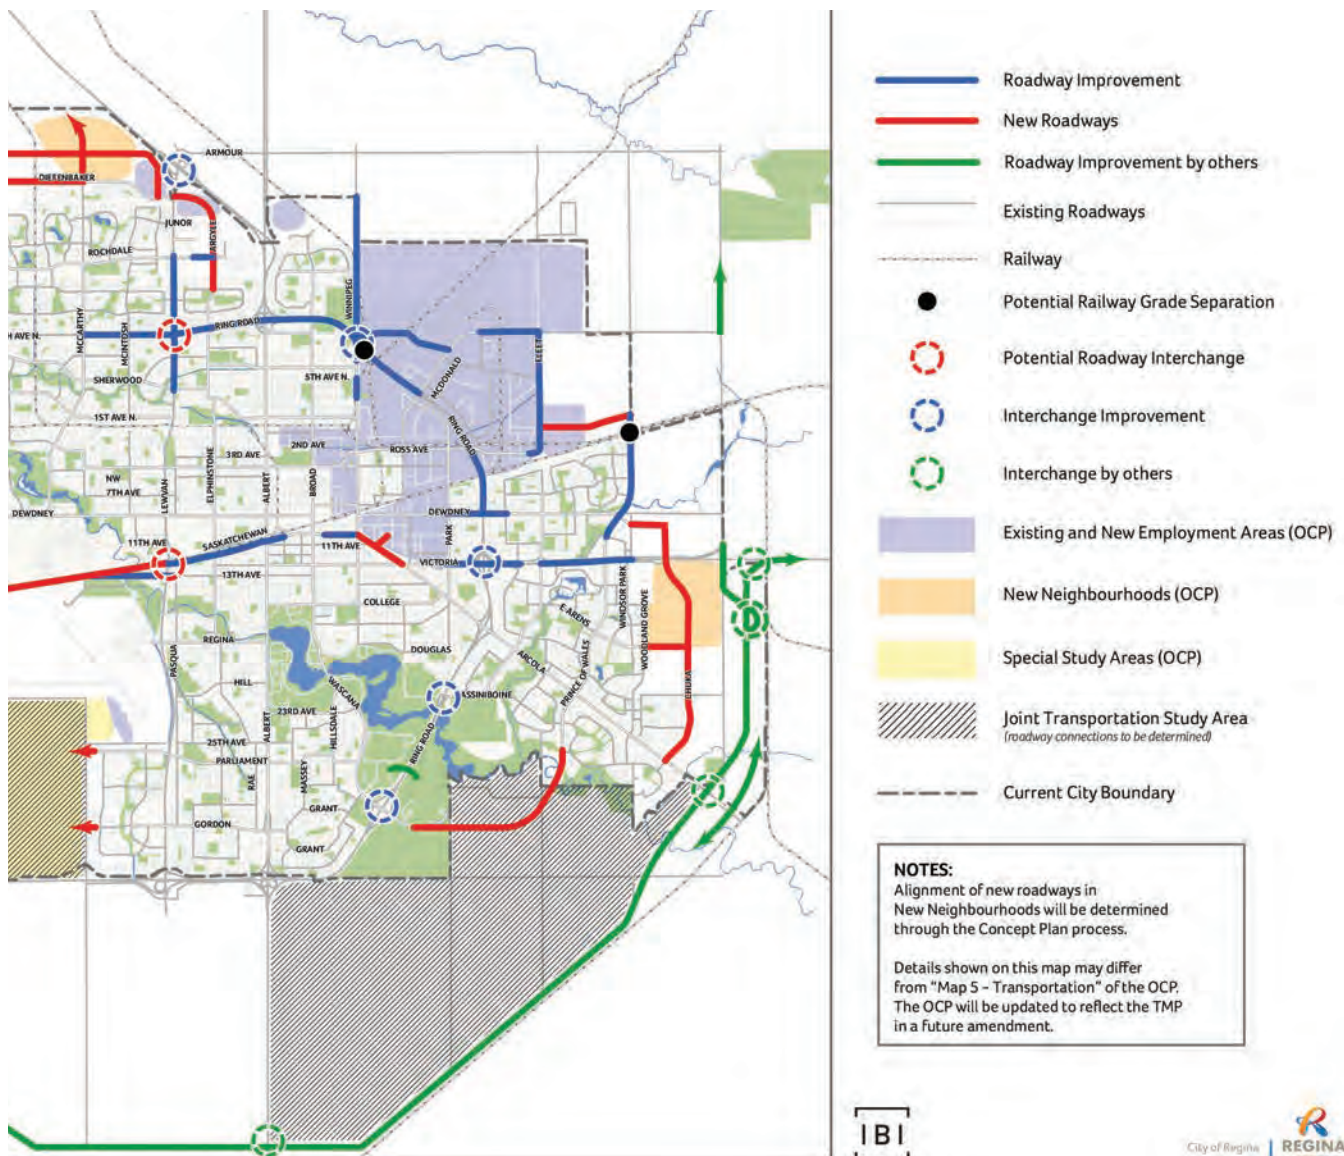 ARMOUR
DIEFENBAKER
JUNOR
ARGYLE
ROCHDALE
WINNIPEG
MCCARTHY
MCINTOSH
RING ROAD
H AVE N.
SHERWOOD
5TH AVE N.
MCDONALD
FLEET
1ST AVE N.
2ND AVE
3RD AVE
ROSS AVE
RING ROAD
NW
7TH AVE
LEWVAN
ELPHINSTONE
ALBERT
BROAD
DEWDNEY
DEWDNEY
PARK
11TH AVE
SASKATCHEWAN
11TH AVE
VICTORIA
13TH AVE
COLLEGE
E ARENS
WINDSOR PARK
WOODLAND GROVE
REGINA
DOUGLAS
ARCOLA
PRINCE OF WALES
PASQUA
HILL
WASCANA
ASSINIBOINE
CHUKA
23RD AVE
ALBERT
HILLSDALE
RING ROAD
25TH AVE
PARLIAMENT
RAE
MASSEY
GRANT
GORDON
GRANT
Roadway Improvement
New Roadways
Roadway Improvement by others
Existing Roadways
Railway
Potential Railway Grade Separation
Potential Roadway Interchange
Interchange Improvement
Interchange by others
Existing and New Employment Areas (OCP)
New Neighbourhoods (OCP)
Special Study Areas (OCP)
Joint Transportation Study Area
(roadway connections to be determined)
Current City Boundary
NOTES:
Alignment of new roadways in
New Neighbourhoods will be determined
through the Concept Plan process.
Details shown on this map may differ
from "Map 5 – Transportation" of the OCP.
The OCP will be updated to reflect the TMP
in a future amendment.
IBI
City of Regina | REGINA